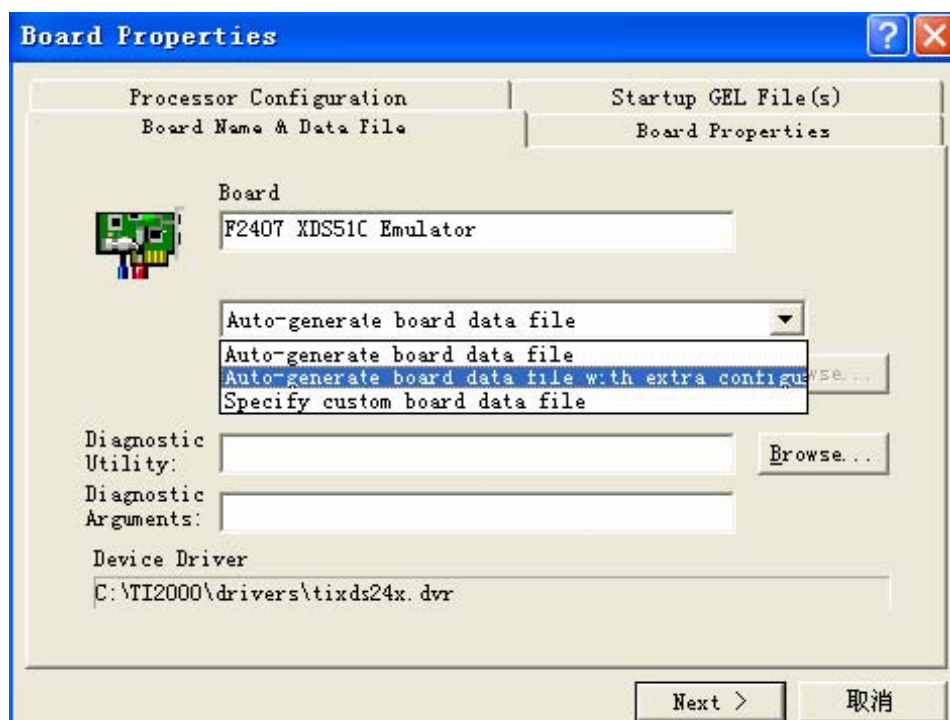 Board Properties
Processor Configuration
Startup GEL File(s)
Board Name & Data File
Board Properties
Board
F2407 XDS510 Emulator
Auto-generate board data file
Auto-generate board data file
Auto-generate board data file with extra configu
Specify custom board data file
Diagnostic
Utility:
Browse...
Diagnostic
Arguments:
Device Driver
C:\TI2000\drivers\tixds24x.dvr
Next >
取消